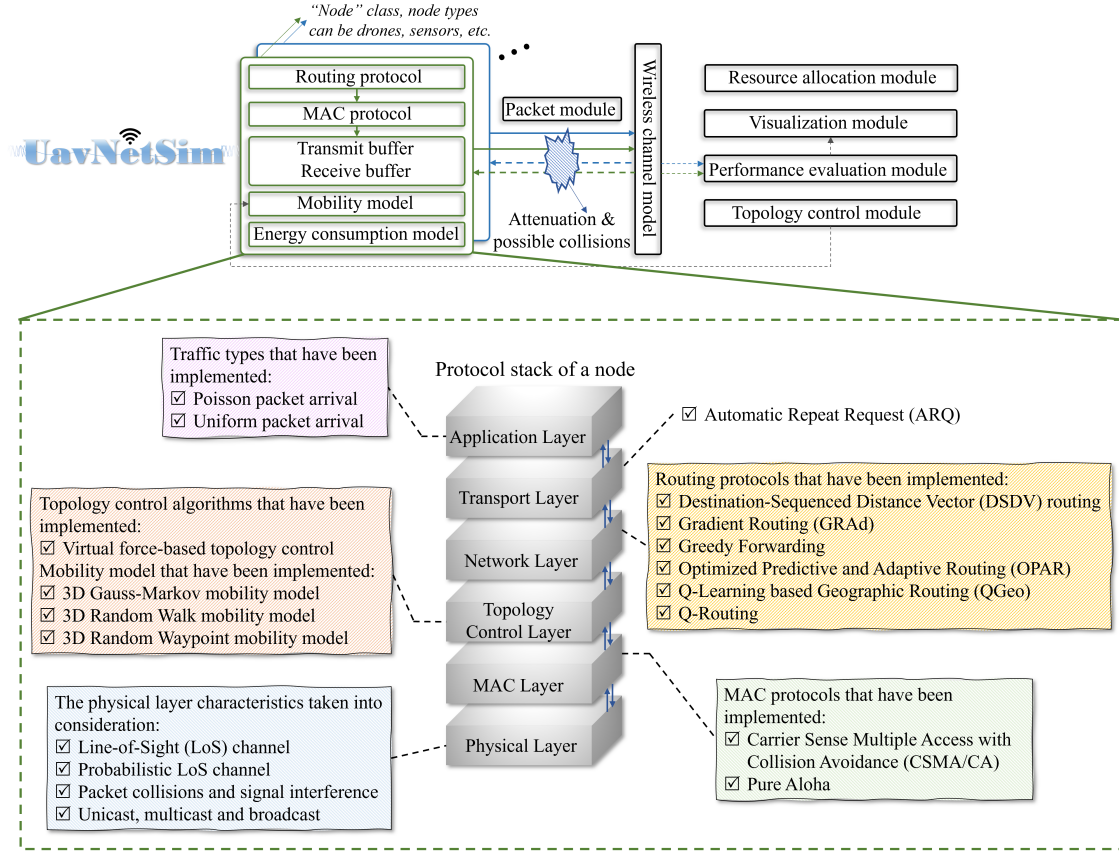 “Node” class, node types
can be drones, sensors, etc.
UavNetSim
Routing protocol
MAC protocol
Transmit buffer
Receive buffer
Mobility model
Energy consumption model
Packet module
Attenuation &
possible collisions
Wireless channel model
Resource allocation module
Visualization module
Performance evaluation module
Topology control module
Traffic types that have been
implemented:
☑ Poisson packet arrival
☑ Uniform packet arrival
Topology control algorithms that have been
implemented:
☑ Virtual force-based topology control
Mobility model that have been implemented:
☑ 3D Gauss-Markov mobility model
☑ 3D Random Walk mobility model
☑ 3D Random Waypoint mobility model
The physical layer characteristics taken into
consideration:
☑ Line-of-Sight (LoS) channel
☑ Probabilistic LoS channel
☑ Packet collisions and signal interference
☑ Unicast, multicast and broadcast
Protocol stack of a node
Application Layer
Transport Layer
Network Layer
Topology
Control Layer
MAC Layer
Physical Layer
☑ Automatic Repeat Request (ARQ)
Routing protocols that have been implemented:
☑ Destination-Sequenced Distance Vector (DSDV) routing
☑ Gradient Routing (GRAd)
☑ Greedy Forwarding
☑ Optimized Predictive and Adaptive Routing (OPAR)
☑ Q-Learning based Geographic Routing (QGeo)
☑ Q-Routing
MAC protocols that have been
implemented:
☑ Carrier Sense Multiple Access with
Collision Avoidance (CSMA/CA)
☑ Pure Aloha